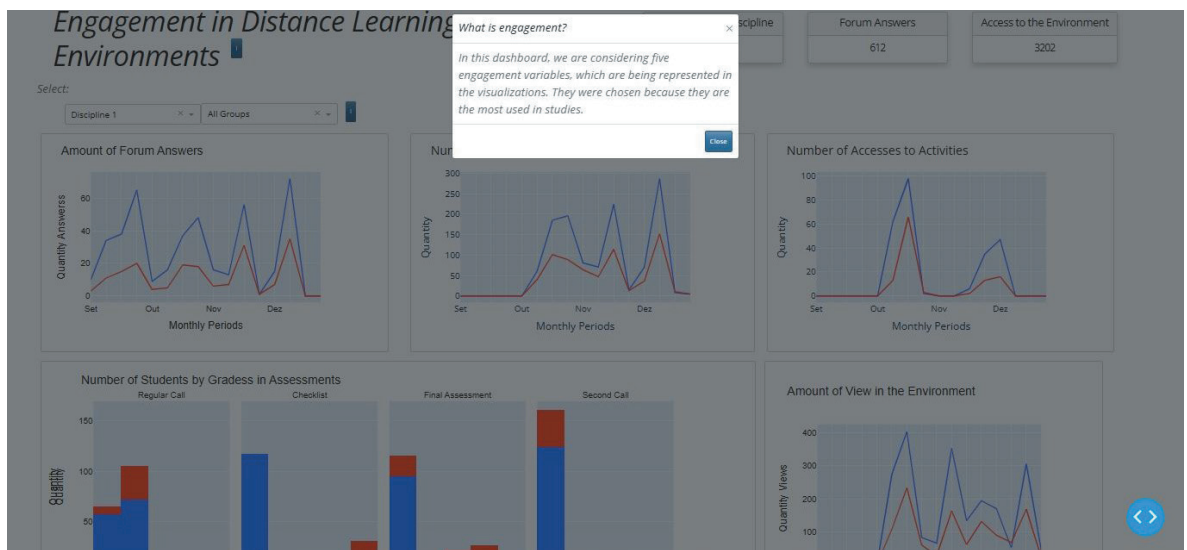 Engagement in Distance Learning
Environments
What is engagement? ×
In this dashboard, we are considering five
engagement variables, which are being represented in
the visualizations. They were chosen because they are
the most used in studies.
Close
scipline
Forum Answers
612
Access to the Environment
3202
Select:
Discipline 1 × All Groups ×
Amount of Forum Answers
Quantity Answerss
60
40
20
0
Set Out Nov Dez
Monthly Periods
Nur
Quantity
300
250
200
150
100
50
0
Set Out Nov Dez
Monthly Periods
Number of Accesses to Activities
Quantity
100
80
60
40
20
0
Set Out Nov Dez
Monthly Periods
Number of Students by Gradess in Assessments
Regular Call Checklist Final Assessment Second Call
Quantity
Quantity
150
100
50
Amount of View in the Environment
Quantity Views
400
300
200
100